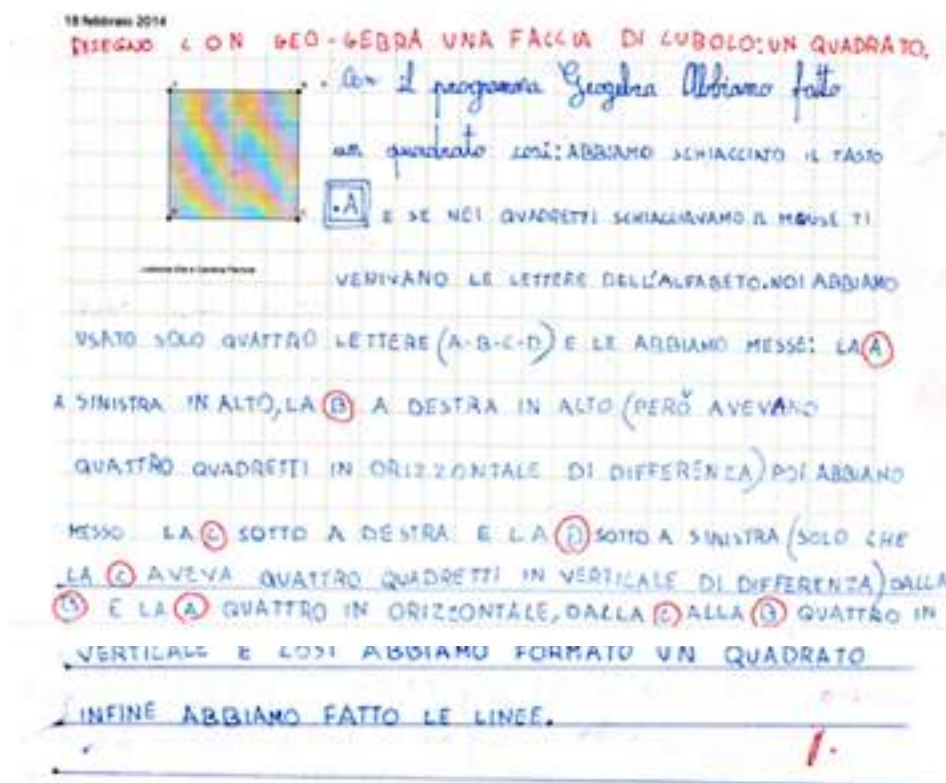 18 febbraio 2014
DISEGNO CON GEO-GEBRA UNA FACCIA DI CUBOLO: UN QUADRATO.
Con il programma Geogebra Abbiamo fatto
un quadrato così: ABBIAMO SCHIACCIATO IL TASTO
.A E SE NEI QUADRETTI SCHIACCIAVAMO IL MOUSE TI
VENIVANO LE LETTERE DELL'ALFABETO. NOI ABBIAMO
USATO SOLO QUATTRO LETTERE (A-B-C-D) E LE ABBIAMO MESSE: LA A
A SINISTRA IN ALTO, LA B A DESTRA IN ALTO (PERÒ AVEVANO
QUATTRO QUADRETTI IN ORIZZONTALE DI DIFFERENZA) POI ABBIAMO
MESSO LA C SOTTO A DESTRA E LA D SOTTO A SINISTRA (SOLO CHE
LA C AVEVA QUATTRO QUADRETTI IN VERTICALE DI DIFFERENZA) DALLA
E LA A QUATTRO IN ORIZZONTALE, DALLA C ALLA B QUATTRO IN
VERTICALE E COSI ABBIAMO FORMATO UN QUADRATO
INFINE ABBIAMO FATTO LE LINEE.